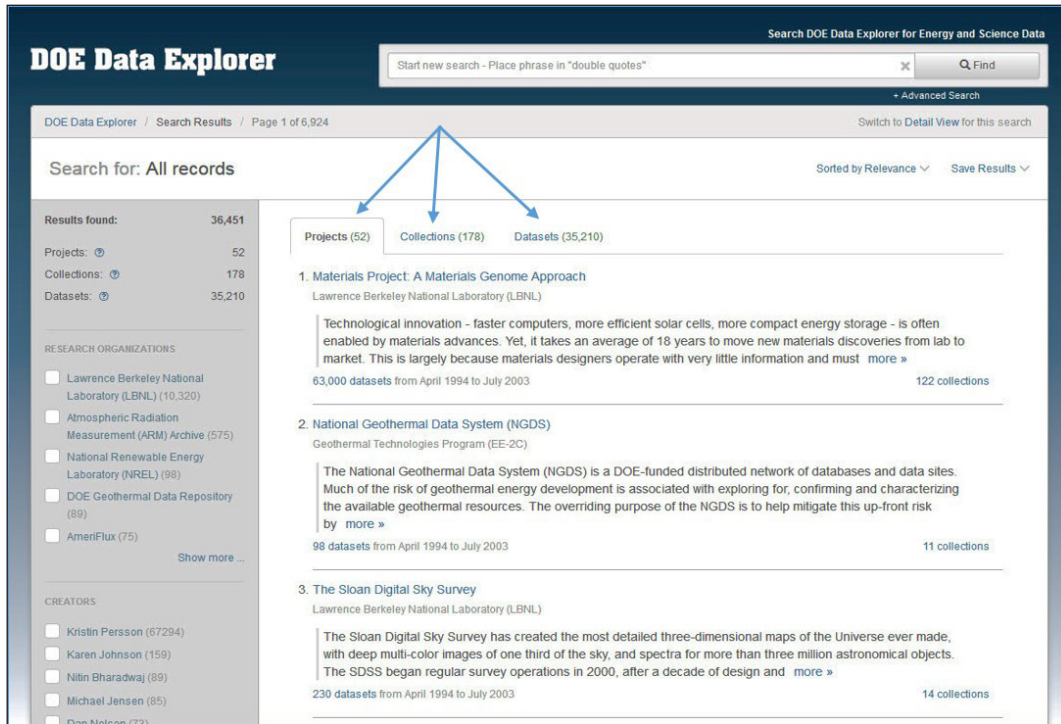 Search DOE Data Explorer for Energy and Science Data
DOE Data Explorer
Start new search - Place phrase in "double quotes"
Find
+ Advanced Search
DOE Data Explorer / Search Results / Page 1 of 6,924
Switch to Detail View for this search
Search for: All records
Sorted by Relevance
Save Results
Results found: 36,451
Projects: 52
Collections: 178
Datasets: 35,210
RESEARCH ORGANIZATIONS
Lawrence Berkeley National
Laboratory (LBNL) (10,320)
Atmospheric Radiation
Measurement (ARM) Archive (575)
National Renewable Energy
Laboratory (NREL) (98)
DOE Geothermal Data Repository
(89)
AmeriFlux (75)
Show more ...
CREATORS
Kristin Persson (67294)
Karen Johnson (159)
Nitin Bharadwaj (89)
Michael Jensen (85)
Dan Nelson (73)
Projects (52) Collections (178) Datasets (35,210)
1. Materials Project: A Materials Genome Approach
Lawrence Berkeley National Laboratory (LBNL)
Technological innovation - faster computers, more efficient solar cells, more compact energy storage - is often
enabled by materials advances. Yet, it takes an average of 18 years to move new materials discoveries from lab to
market. This is largely because materials designers operate with very little information and must more »
63,000 datasets from April 1994 to July 2003 122 collections
2. National Geothermal Data System (NGDS)
Geothermal Technologies Program (EE-2C)
The National Geothermal Data System (NGDS) is a DOE-funded distributed network of databases and data sites.
Much of the risk of geothermal energy development is associated with exploring for, confirming and characterizing
the available geothermal resources. The overriding purpose of the NGDS is to help mitigate this up-front risk
by more »
98 datasets from April 1994 to July 2003 11 collections
3. The Sloan Digital Sky Survey
Lawrence Berkeley National Laboratory (LBNL)
The Sloan Digital Sky Survey has created the most detailed three-dimensional maps of the Universe ever made,
with deep multi-color images of one third of the sky, and spectra for more than three million astronomical objects.
The SDSS began regular survey operations in 2000, after a decade of design and more »
230 datasets from April 1994 to July 2003 14 collections